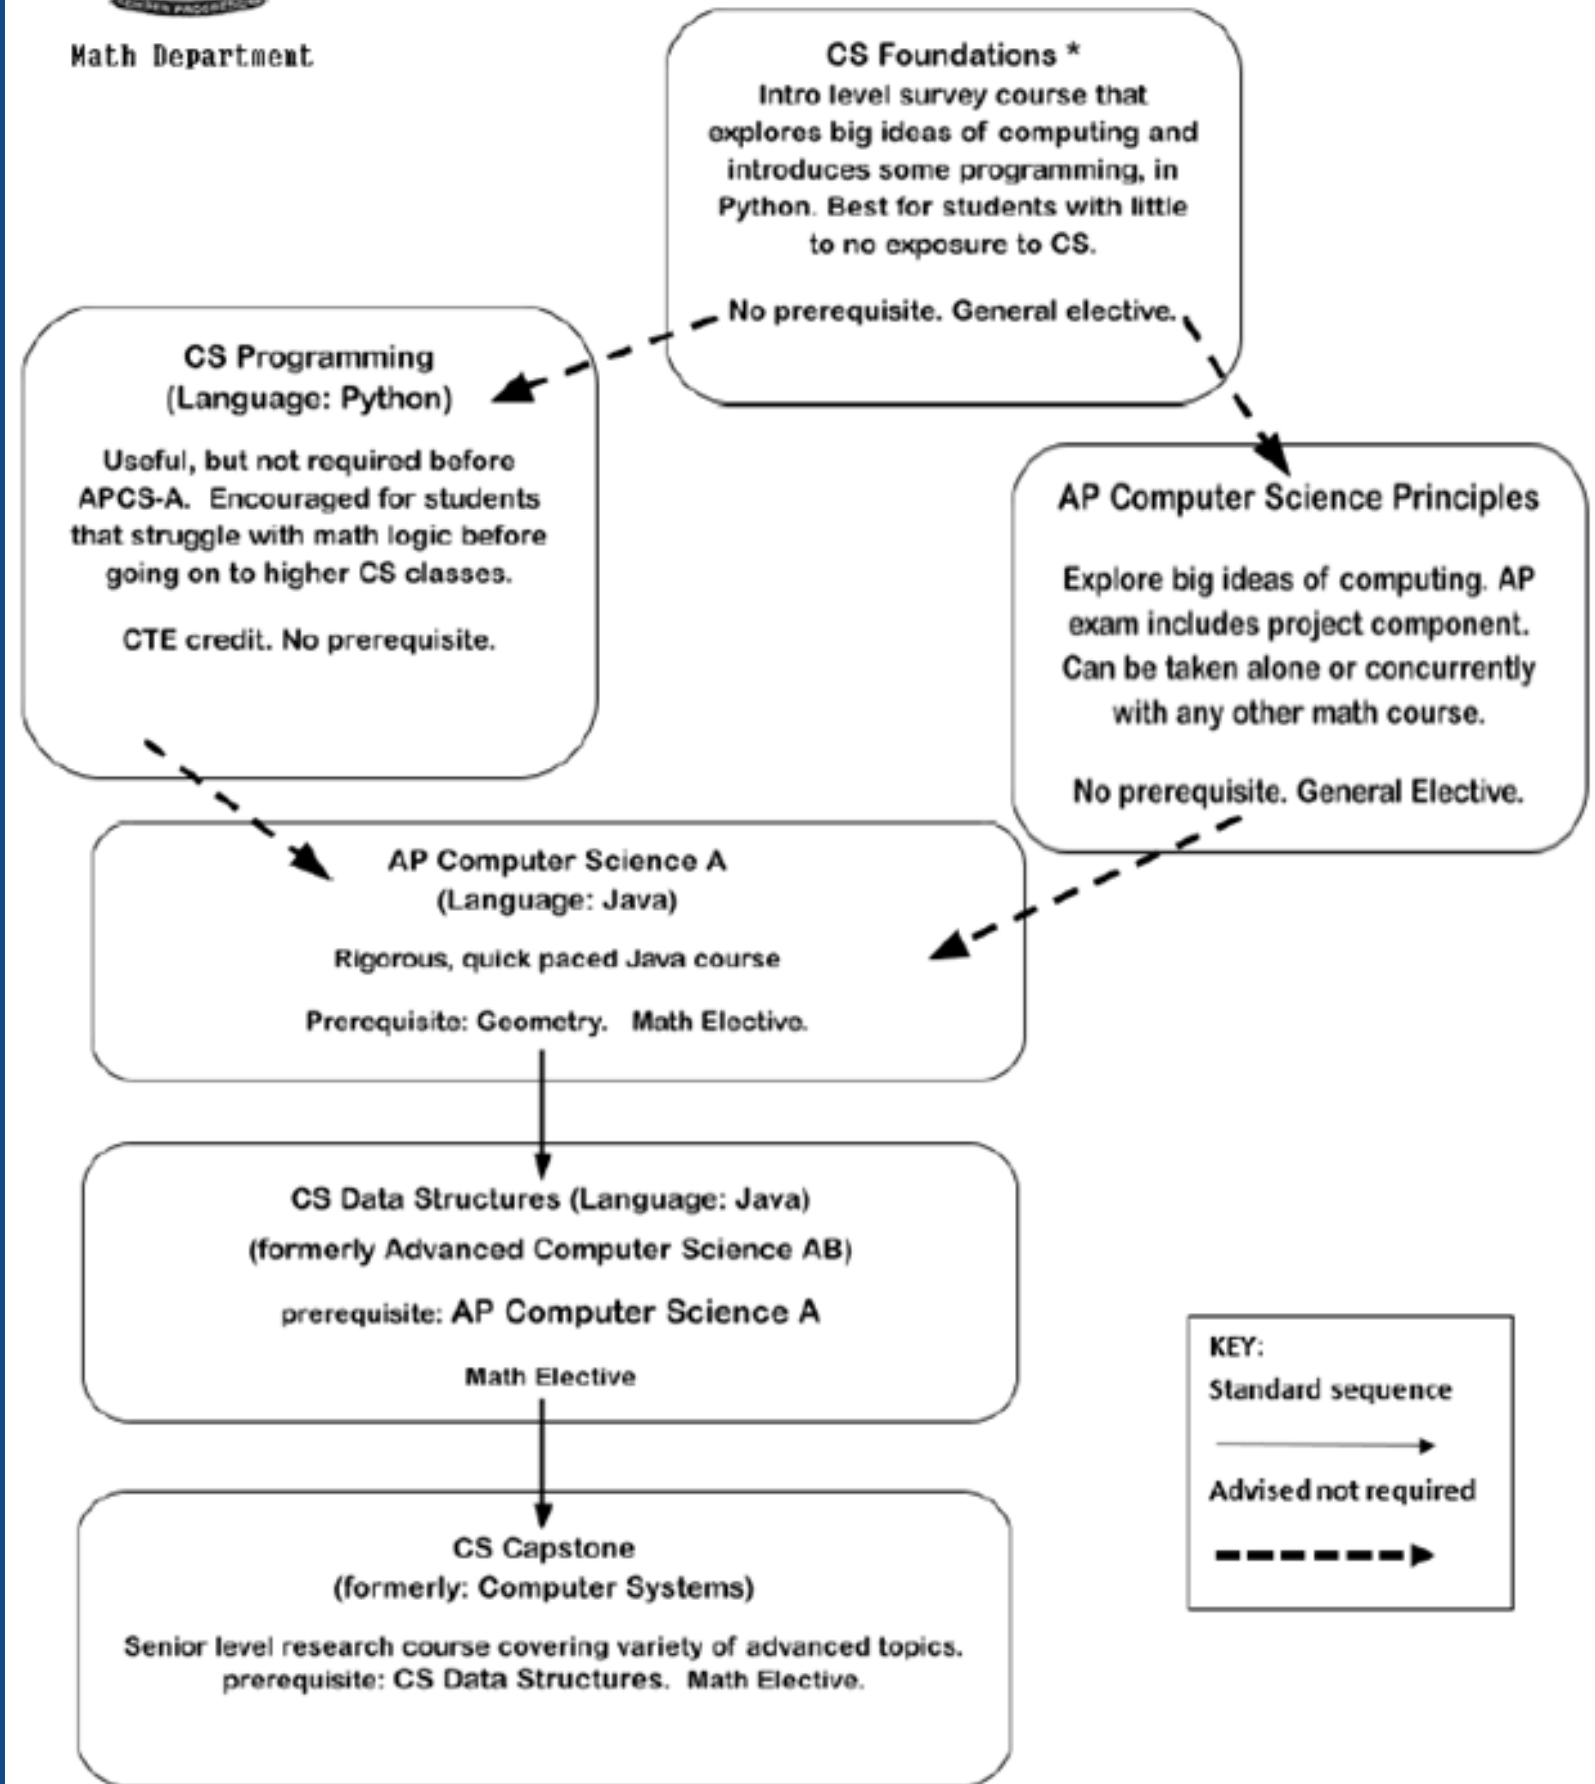 Math Department
CS Foundations *
Intro level survey course that
explores big ideas of computing and
introduces some programming, in
Python. Best for students with little
to no exposure to CS.
No prerequisite. General elective.
CS Programming
(Language: Python)
Useful, but not required before
APCS-A. Encouraged for students
that struggle with math logic before
going on to higher CS classes.
CTE credit. No prerequisite.
AP Computer Science Principles
Explore big ideas of computing. AP
exam includes project component.
Can be taken alone or concurrently
with any other math course.
No prerequisite. General Elective.
AP Computer Science A
(Language: Java)
Rigorous, quick paced Java course
Prerequisite: Geometry. Math Elective.
CS Data Structures (Language: Java)
(formerly Advanced Computer Science AB)
prerequisite: AP Computer Science A
Math Elective
CS Capstone
(formerly: Computer Systems)
Senior level research course covering variety of advanced topics.
prerequisite: CS Data Structures. Math Elective.
KEY:
Standard sequence
Advised not required